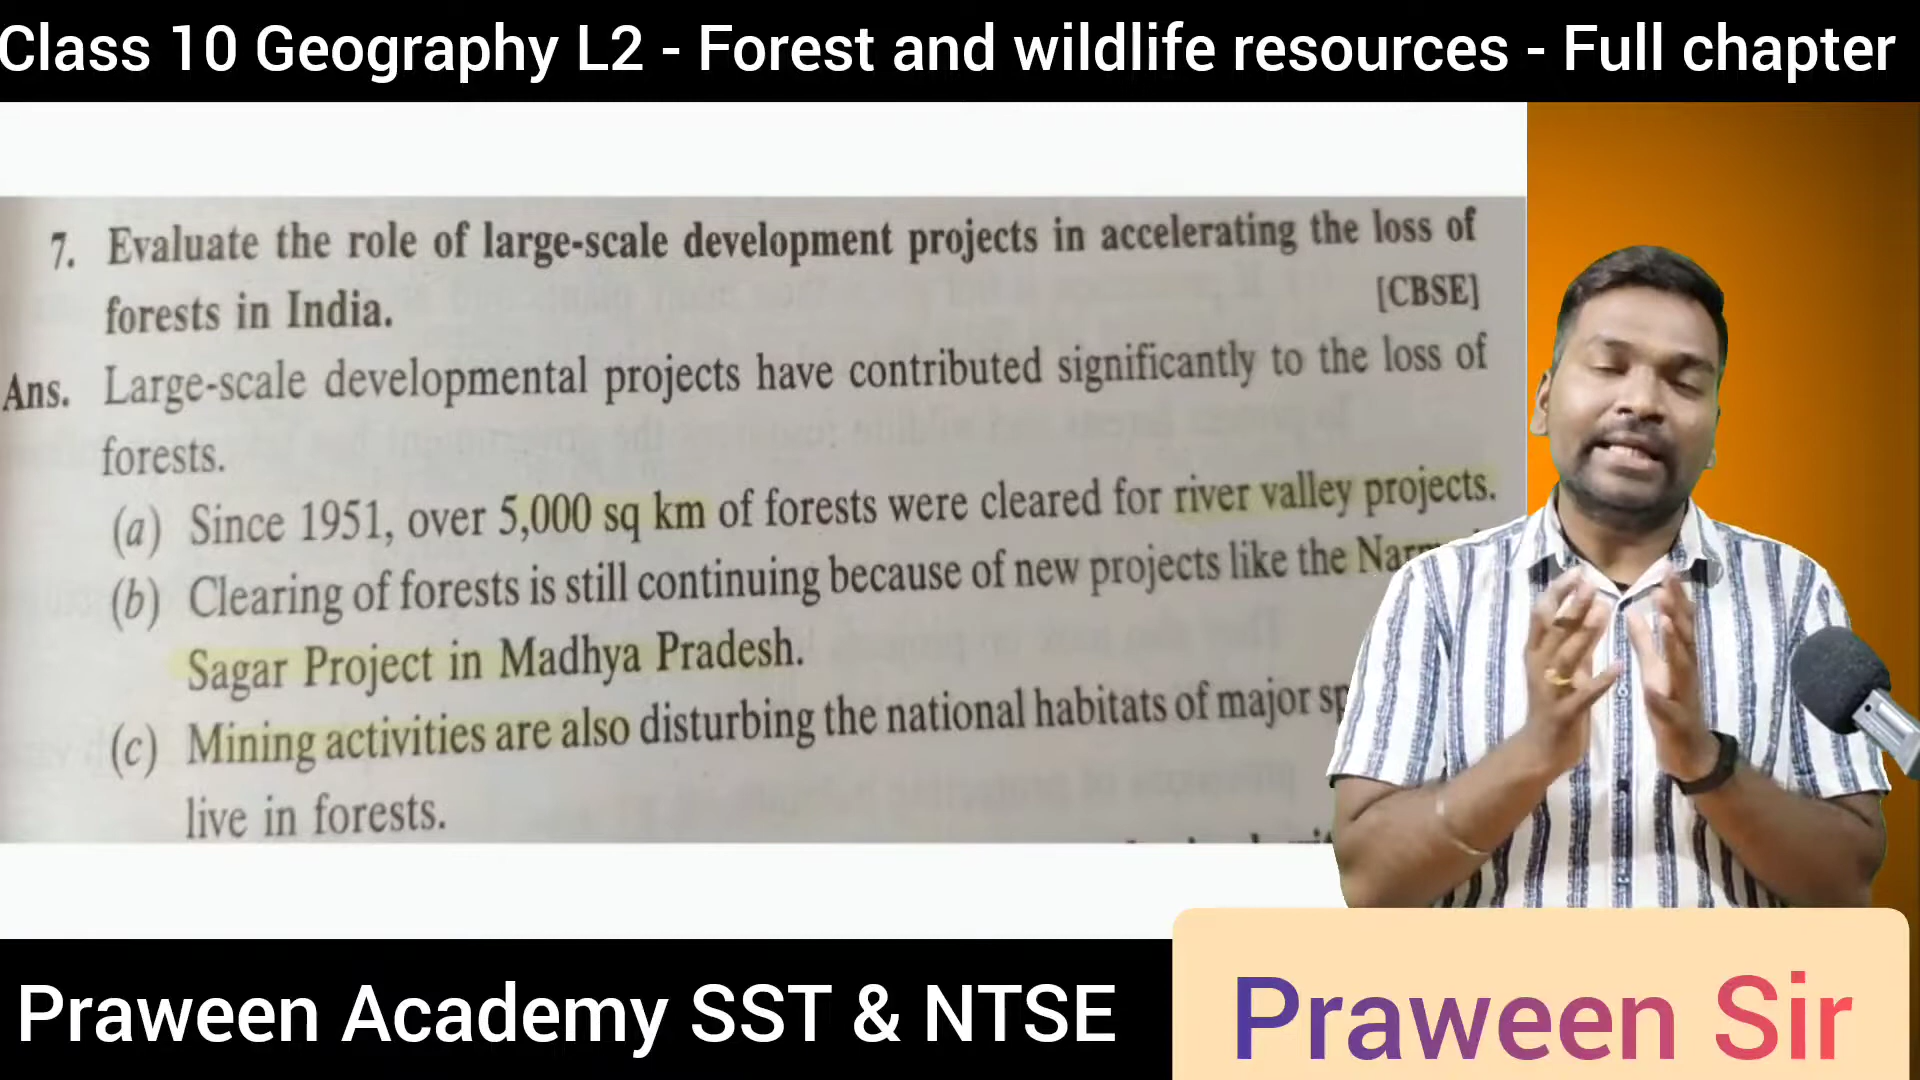 Class 10 Geography L2 - Forest and wildlife resources - Full chapter
7. Evaluate the role of large-scale development projects in accelerating the loss of
forests in India. [CBSE]
Ans. Large-scale developmental projects have contributed significantly to the loss of
forests.
(a) Since 1951, over 5,000 sq km of forests were cleared for river valley projects.
(b) Clearing of forests is still continuing because of new projects like the
Sagar Project in Madhya Pradesh.
(c) Mining activities are also disturbing the national habitats of major
live in forests.
Praween Academy SST & NTSE
Praween Sir